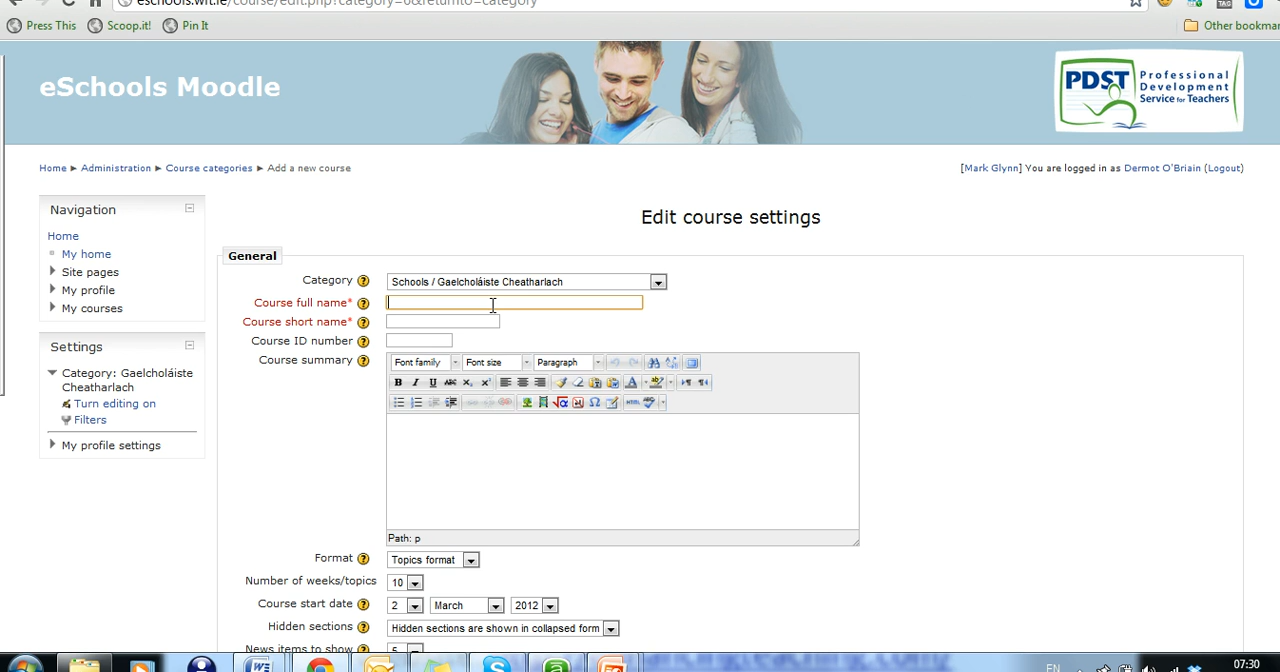 eschools.wit.ie/course/edit.php?category=6&returnto=category
Press This Scoop.it! Pin It Other bookmar
eSchools Moodle
PDST Professional
Development
Service for Teachers
Home ► Administration ► Course categories ► Add a new course
[Mark Glynn] You are logged in as Dermot O'Briain (Logout)
Navigation
Home
My home
Site pages
My profile
My courses
Settings
Category: Gaelcholáiste
Cheatharlach
Turn editing on
Filters
My profile settings
Edit course settings
General
Category Schools / Gaelcholáiste Cheatharlach
Course full name*
Course short name*
Course ID number
Course summary
Font family Font size Paragraph
B I U ABC X₂ X² A
Ω HTML
Path: p
Format Topics format
Number of weeks/topics 10
Course start date 2 March 2012
Hidden sections Hidden sections are shown in collapsed form
News items to show 5
EN 07:30